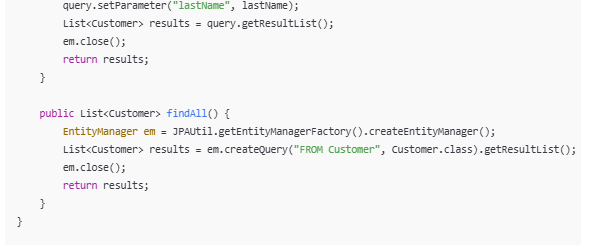 query.setParameter("lastName", lastName);
List<Customer> results = query.getResultList();
em.close();
return results;
}
public List<Customer> findAll() {
EntityManager em = JPAUtil.getEntityManagerFactory().createEntityManager();
List<Customer> results = em.createQuery("FROM Customer", Customer.class).getResultList();
em.close();
return results;
}
}